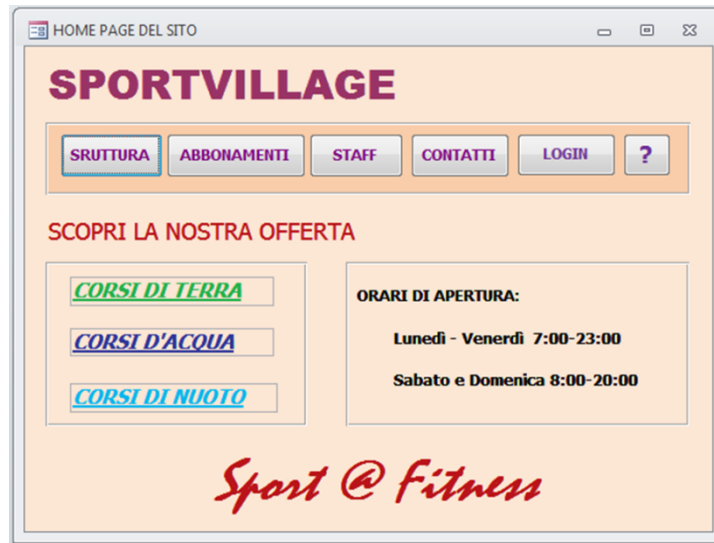 HOME PAGE DEL SITO
SPORTVILLAGE
SRUTTURA ABBONAMENTI STAFF CONTATTI LOGIN ?
SCOPRI LA NOSTRA OFFERTA
CORSI DI TERRA
CORSI D'ACQUA
CORSI DI NUOTO
ORARI DI APERTURA:
Lunedì - Venerdì 7:00-23:00
Sabato e Domenica 8:00-20:00
Sport @ Fitness